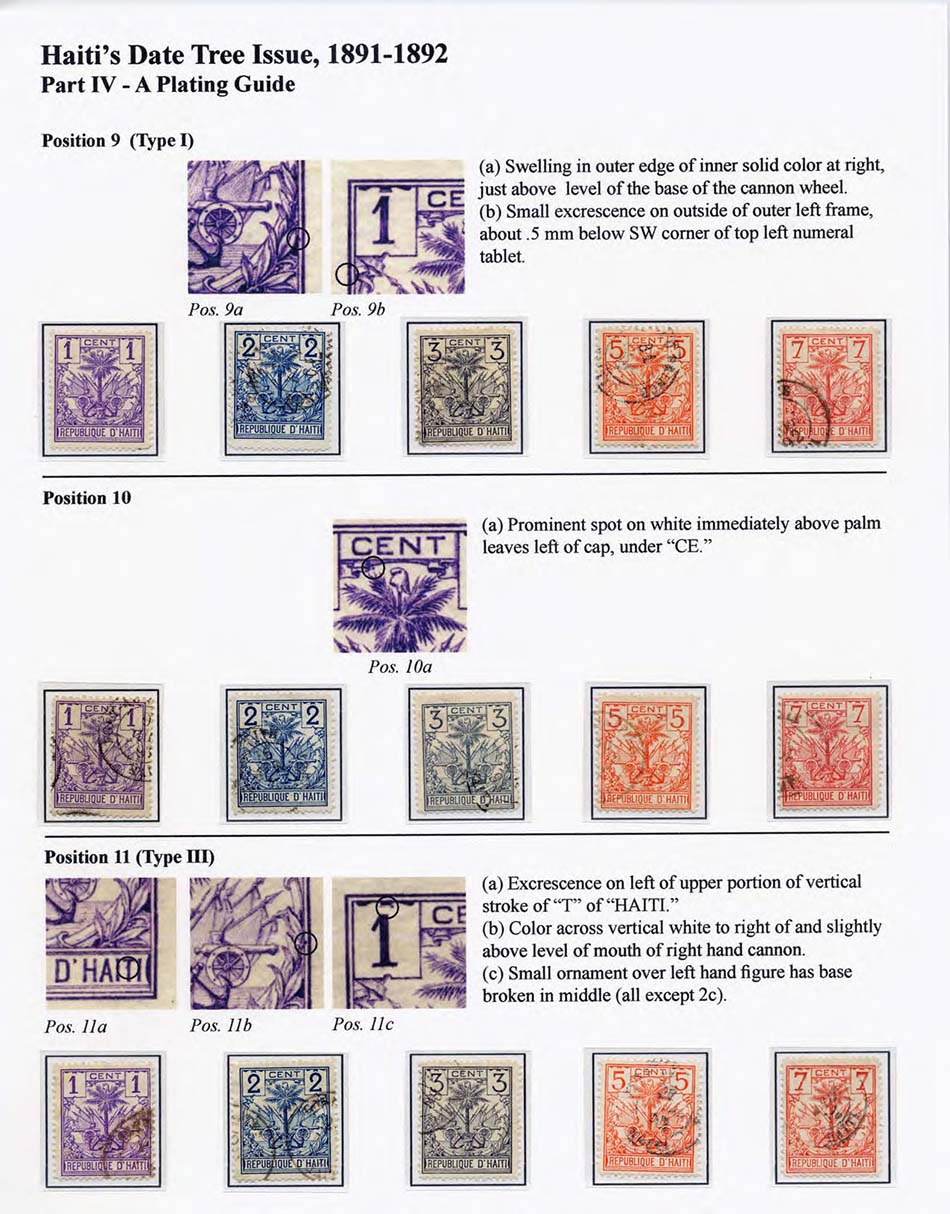 Haiti's Date Tree Issue, 1891-1892
Part IV - A Plating Guide
Position 9 (Type I)
(a) Swelling in outer edge of inner solid color at right,
just above level of the base of the cannon wheel.
(b) Small excrescence on outside of outer left frame,
about .5 mm below SW corner of top left numeral
tablet.
1 CE
Pos. 9a Pos. 9b
1 CENT 1
REPUBLIQUE D'HAITI
2 CENT 2
REPUBLIQUE D'HAITI
3 CENT 3
REPUBLIQUE D'HAITI
5 5
REPUBLIQUE D'HAITI
7 CENT 7
REPUBLIQUE D'HAITI
Position 10
(a) Prominent spot on white immediately above palm
leaves left of cap, under "CE."
CENT
Pos. 10a
1 CENT 1
REPUBLIQUE D'HAITI
2 CENT 2
REPUBLIQUE D'HAITI
3 CENT 3
REPUBLIQUE D'HAITI
5 CENT 5
REPUBLIQUE D'HAITI
7 CENT 7
REPUBLIQUE D'HAITI
Position 11 (Type III)
(a) Excrescence on left of upper portion of vertical
stroke of "T" of "HAITI."
(b) Color across vertical white to right of and slightly
above level of mouth of right hand cannon.
(c) Small ornament over left hand figure has base
broken in middle (all except 2c).
D'HAITI
1 CE
Pos. 11a Pos. 11b Pos. 11c
1 CENT 1
REPUBLIQUE D'HAITI
2 CENT 2
REPUBLIQUE D'HAITI
3 CENT 3
REPUBLIQUE D'HAITI
5 CENT 5
REPUBLIQUE D'HAITI
7 CENT 7
REPUBLIQUE D'HAITI